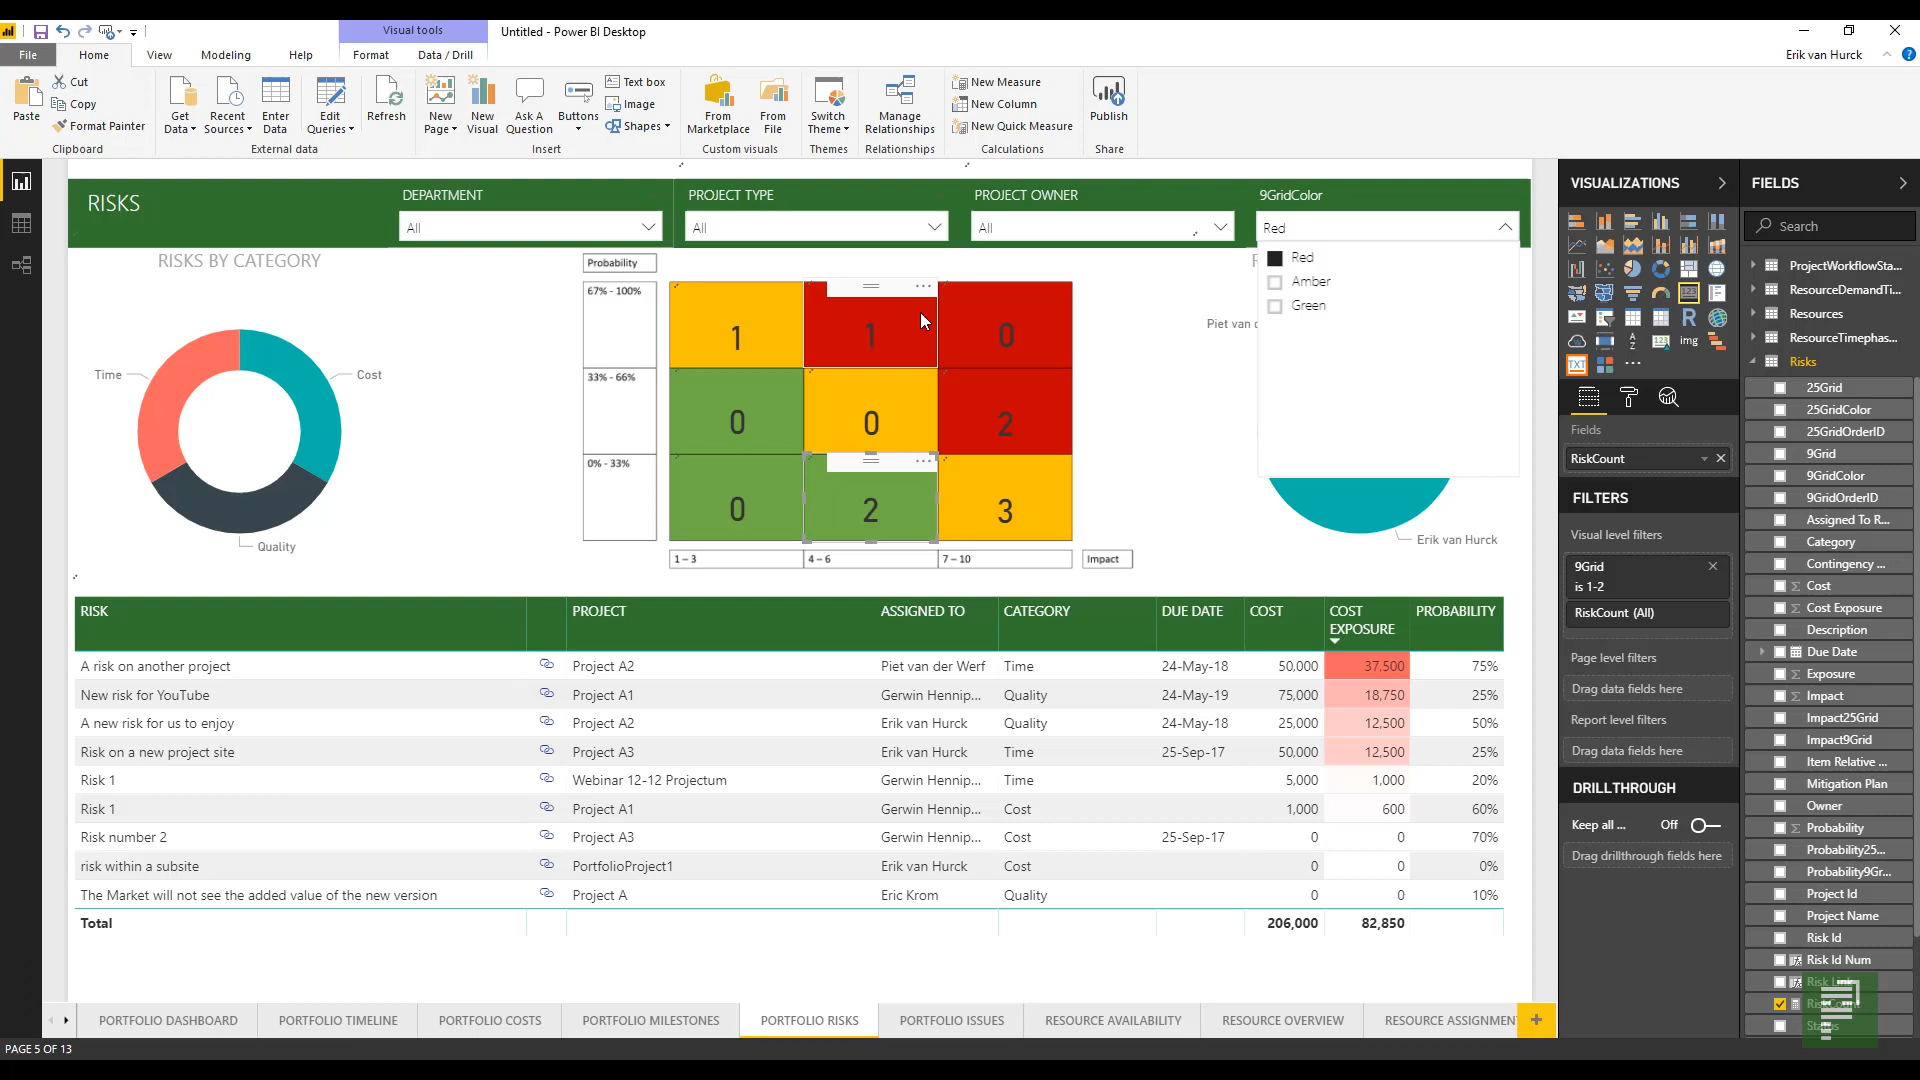 Visual tools
Untitled - Power BI Desktop
File Home View Modeling Help Format Data / Drill
Erik van Hurck
Paste
Cut
Copy
Format Painter
Clipboard
Get Data
Recent Sources
Enter Data
Edit Queries
Refresh
External data
New Page
New Visual
Ask A Question
Buttons
Text box
Image
Shapes
Insert
From Marketplace
From File
Custom visuals
Switch Theme
Themes
Manage Relationships
Relationships
New Measure
New Column
New Quick Measure
Calculations
Publish
Share
RISKS
DEPARTMENT
All
PROJECT TYPE
All
PROJECT OWNER
All
9GridColor
Red
Red
Amber
Green
RISKS BY CATEGORY
Time
Cost
Quality
Probability
67% - 100%
33% - 66%
0% - 33%
1 1 0
0 0 2
0 2 3
1 – 3 4 – 6 7 – 10
Impact
Piet van
Erik van Hurck
RISK PROJECT ASSIGNED TO CATEGORY DUE DATE COST COST EXPOSURE PROBABILITY
A risk on another project Project A2 Piet van der Werf Time 24-May-18 50,000 37,500 75%
New risk for YouTube Project A1 Gerwin Hennip... Quality 24-May-19 75,000 18,750 25%
A new risk for us to enjoy Project A2 Erik van Hurck Quality 24-May-18 25,000 12,500 50%
Risk on a new project site Project A3 Erik van Hurck Time 25-Sep-17 50,000 12,500 25%
Risk 1 Webinar 12-12 Projectum Gerwin Hennip... Time 5,000 1,000 20%
Risk 1 Project A1 Gerwin Hennip... Cost 1,000 600 60%
Risk number 2 Project A3 Gerwin Hennip... Cost 25-Sep-17 0 0 70%
risk within a subsite PortfolioProject1 Erik van Hurck Cost 0 0 0%
The Market will not see the added value of the new version Project A Eric Krom Quality 0 0 10%
Total 206,000 82,850
PORTFOLIO DASHBOARD PORTFOLIO TIMELINE PORTFOLIO COSTS PORTFOLIO MILESTONES PORTFOLIO RISKS PORTFOLIO ISSUES RESOURCE AVAILABILITY RESOURCE OVERVIEW RESOURCE ASSIGNMEN
PAGE 5 OF 13
VISUALIZATIONS
R
img
TXT
Fields
RiskCount
FILTERS
Visual level filters
9Grid
is 1-2
RiskCount (All)
Page level filters
Drag data fields here
Report level filters
Drag data fields here
DRILLTHROUGH
Keep all ... Off
Drag drillthrough fields here
FIELDS
Search
ProjectWorkflowSta...
ResourceDemandTi...
Resources
ResourceTimephas...
Risks
25Grid
25GridColor
25GridOrderID
9Grid
9GridColor
9GridOrderID
Assigned To R...
Category
Contingency ...
Cost
Cost Exposure
Description
Due Date
Exposure
Impact
Impact25Grid
Impact9Grid
Item Relative ...
Mitigation Plan
Owner
Probability
Probability25...
Probability9Gr...
Project Id
Project Name
Risk Id
Risk Id Num
Status